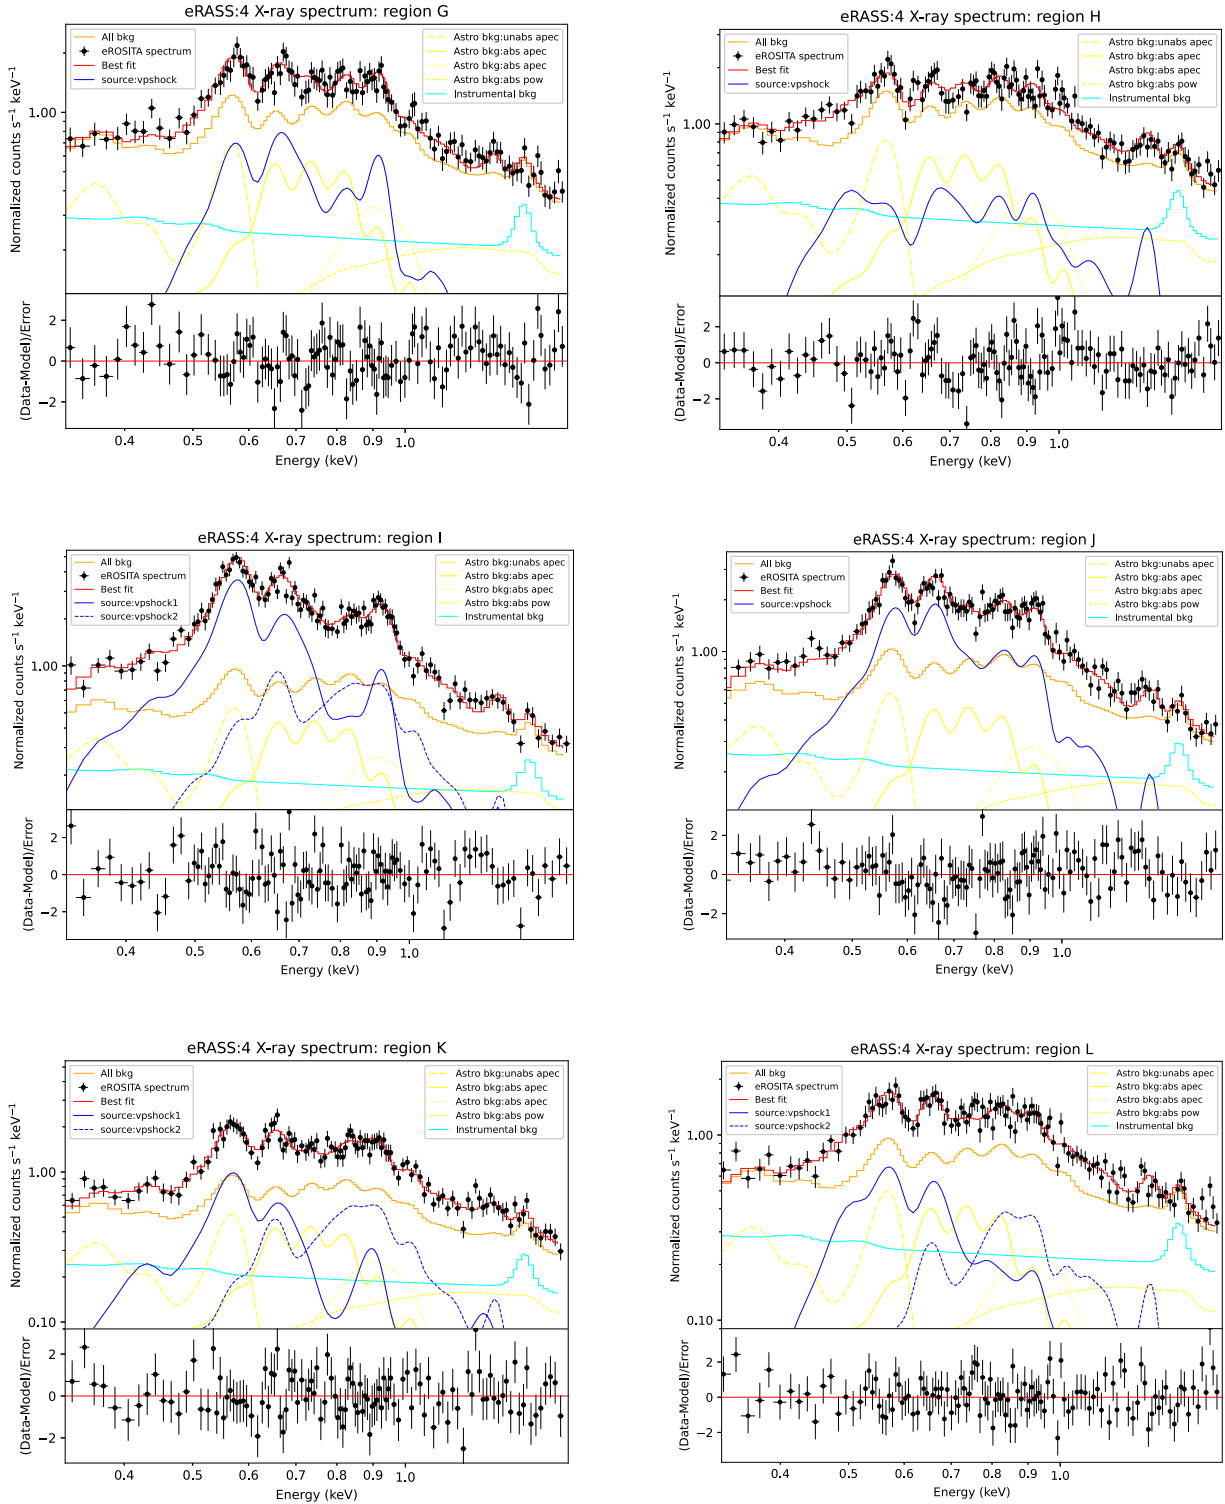 eRASS:4 X-ray spectrum: region G
All bkg
eROSITA spectrum
Best fit
source:vpshock
Astro bkg:unabs apec
Astro bkg:abs apec
Astro bkg:abs apec
Astro bkg:abs pow
Instrumental bkg
Normalized counts s⁻¹ keV⁻¹
1.00
(Data-Model)/Error
2
0
−2
0.4 0.5 0.6 0.7 0.8 0.9 1.0
Energy (keV)
eRASS:4 X-ray spectrum: region H
All bkg
eROSITA spectrum
Best fit
source:vpshock
Astro bkg:unabs apec
Astro bkg:abs apec
Astro bkg:abs apec
Astro bkg:abs pow
Instrumental bkg
Normalized counts s⁻¹ keV⁻¹
1.00
(Data-Model)/Error
2
0
−2
0.4 0.5 0.6 0.7 0.8 0.9 1.0
Energy (keV)
eRASS:4 X-ray spectrum: region I
All bkg
eROSITA spectrum
Best fit
source:vpshock1
source:vpshock2
Astro bkg:unabs apec
Astro bkg:abs apec
Astro bkg:abs apec
Astro bkg:abs pow
Instrumental bkg
Normalized counts s⁻¹ keV⁻¹
1.00
(Data-Model)/Error
2
0
−2
0.4 0.5 0.6 0.7 0.8 0.9 1.0
Energy (keV)
eRASS:4 X-ray spectrum: region J
All bkg
eROSITA spectrum
Best fit
source:vpshock
Astro bkg:unabs apec
Astro bkg:abs apec
Astro bkg:abs apec
Astro bkg:abs pow
Instrumental bkg
Normalized counts s⁻¹ keV⁻¹
1.00
(Data-Model)/Error
2
0
−2
0.4 0.5 0.6 0.7 0.8 0.9 1.0
Energy (keV)
eRASS:4 X-ray spectrum: region K
All bkg
eROSITA spectrum
Best fit
source:vpshock1
source:vpshock2
Astro bkg:unabs apec
Astro bkg:abs apec
Astro bkg:abs apec
Astro bkg:abs pow
Instrumental bkg
Normalized counts s⁻¹ keV⁻¹
1.00
0.10
(Data-Model)/Error
2
0
−2
0.4 0.5 0.6 0.7 0.8 0.9 1.0
Energy (keV)
eRASS:4 X-ray spectrum: region L
All bkg
eROSITA spectrum
Best fit
source:vpshock1
source:vpshock2
Astro bkg:unabs apec
Astro bkg:abs apec
Astro bkg:abs apec
Astro bkg:abs pow
Instrumental bkg
Normalized counts s⁻¹ keV⁻¹
1.00
0.10
(Data-Model)/Error
2
0
−2
0.4 0.5 0.6 0.7 0.8 0.9 1.0
Energy (keV)